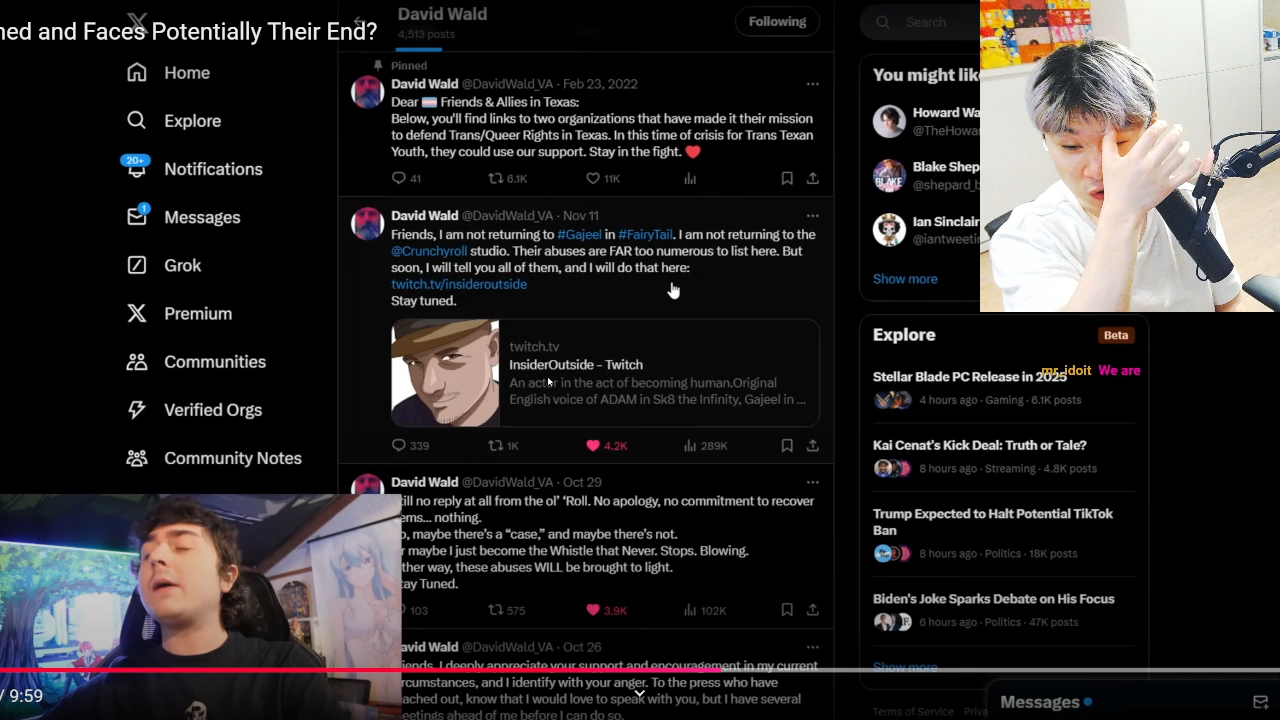 ned and Faces Potentially Their End?
Home
Explore
20+
Notifications
1
Messages
Grok
Premium
Communities
Verified Orgs
Community Notes
/ 9:59
David Wald
4,513 posts
Following
Pinned
David Wald @DavidWald_VA · Feb 23, 2022
Dear 🏳️‍⚧️ Friends & Allies in Texas:
Below, you'll find links to two organizations that have made it their mission
to defend Trans/Queer Rights in Texas. In this time of crisis for Trans Texan
Youth, they could use our support. Stay in the fight. ❤️
41 6.1K 11K
David Wald @DavidWald_VA · Nov 11
Friends, I am not returning to #Gajeel in #FairyTail. I am not returning to the
@Crunchyroll studio. Their abuses are FAR too numerous to list here. But
soon, I will tell you all of them, and I will do that here:
twitch.tv/insideroutside
Stay tuned.
twitch.tv
InsiderOutside - Twitch
An actor in the act of becoming human.Original
English voice of ADAM in Sk8 the Infinity, Gajeel in ...
339 1K 4.2K 289K
David Wald @DavidWald_VA · Oct 29
till no reply at all from the ol' 'Roll. No apology, no commitment to recover
ems... nothing.
o, maybe there's a "case," and maybe there's not.
r maybe I just become the Whistle that Never. Stops. Blowing.
ther way, these abuses WILL be brought to light.
tay Tuned.
103 575 3.9K 102K
avid Wald @DavidWald_VA · Oct 26
iends, I deeply appreciate your support and encouragement in my current
rcumstances, and I identify with your anger. To the press who have
ached out, know that I would love to speak with you, but I have several
eetings ahead of me before I can do so.
Search
You might lik
Howard Wa
@TheHowar
Blake Shep
@shepard_b
Ian Sinclair
@iantweetin
Show more
Explore
Beta
mr_idoit We are
Stellar Blade PC Release in 2025
4 hours ago · Gaming · 6.1K posts
Kai Cenat's Kick Deal: Truth or Tale?
8 hours ago · Streaming · 4.8K posts
Trump Expected to Halt Potential TikTok
Ban
8 hours ago · Politics · 18K posts
Biden's Joke Sparks Debate on His Focus
6 hours ago · Politics · 47K posts
Show more
Terms of Service Priva
Messages